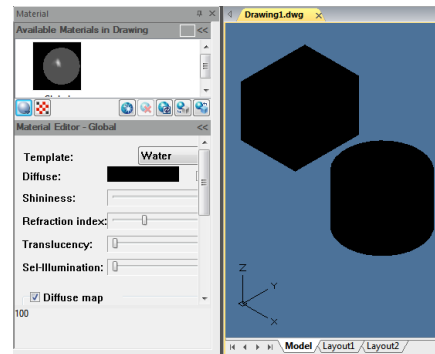 Material
Available Materials in Drawing <<
Material Editor - Global <<
Template: Water
Diffuse:
Shininess:
Refraction index:
Translucency:
Sel-Illumination:
Diffuse map
100
Drawing1.dwg
Z
Y
X
Model Layout1 Layout2